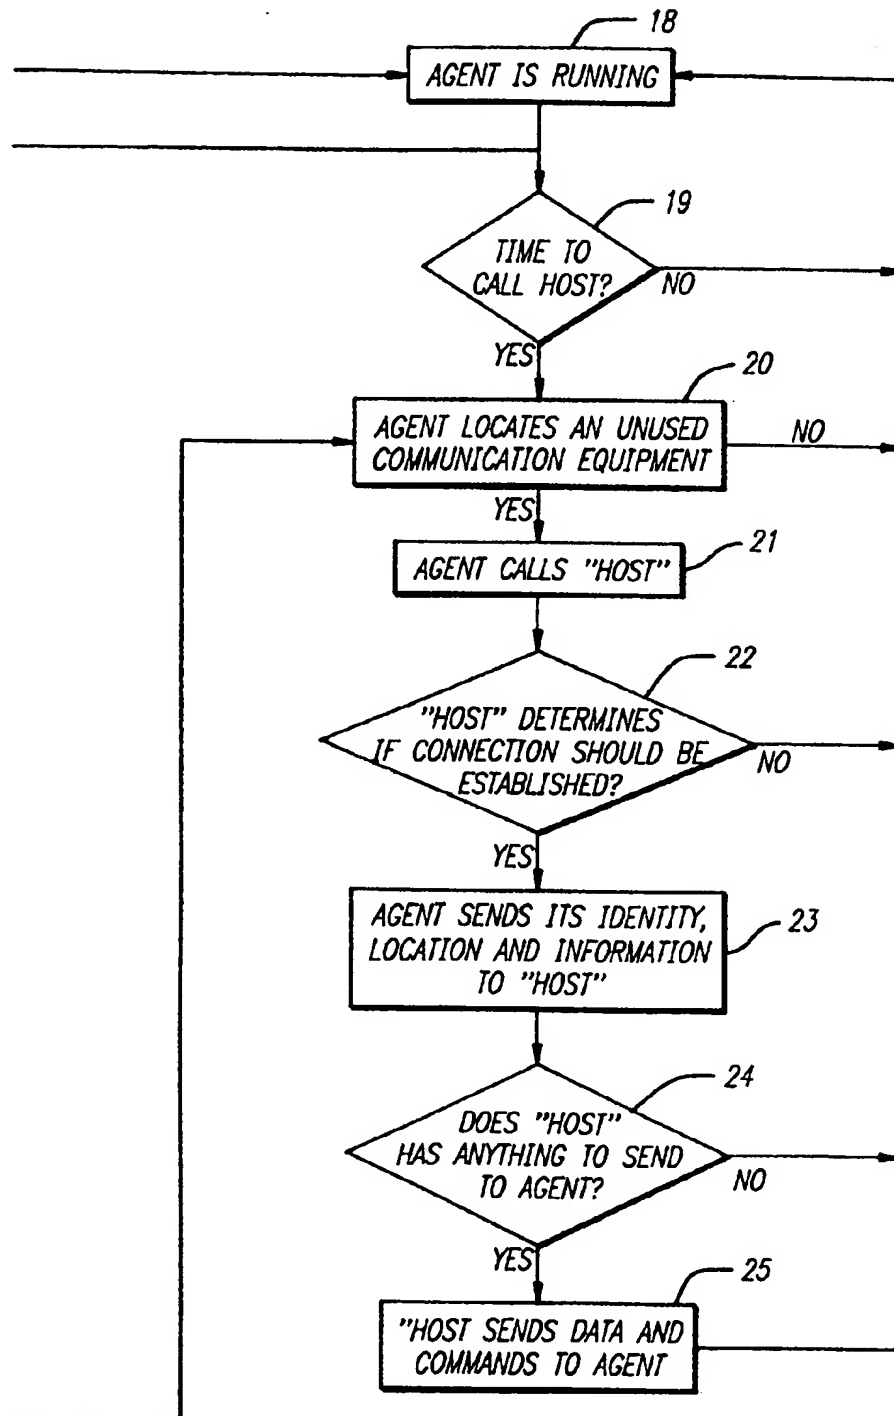 18
AGENT IS RUNNING
19
TIME TO
CALL HOST?
NO
YES
20
AGENT LOCATES AN UNUSED
COMMUNICATION EQUIPMENT
NO
YES
21
AGENT CALLS "HOST"
22
"HOST" DETERMINES
IF CONNECTION SHOULD BE
ESTABLISHED?
NO
YES
23
AGENT SENDS ITS IDENTITY,
LOCATION AND INFORMATION
TO "HOST"
24
DOES "HOST"
HAS ANYTHING TO SEND
TO AGENT?
NO
YES
25
"HOST SENDS DATA AND
COMMANDS TO AGENT